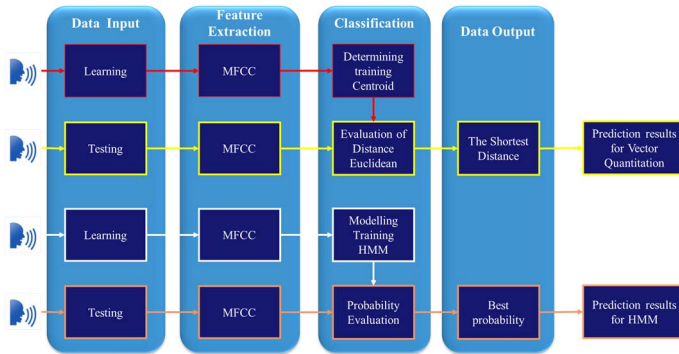 Data Input
Feature
Extraction
Classification
Data Output
Learning
MFCC
Determining
training
Centroid
Testing
MFCC
Evaluation of
Distance
Euclidean
The Shortest
Distance
Prediction results
for Vector
Quantitation
Learning
MFCC
Modelling
Training
HMM
Testing
MFCC
Probability
Evaluation
Best
probability
Prediction results
for HMM